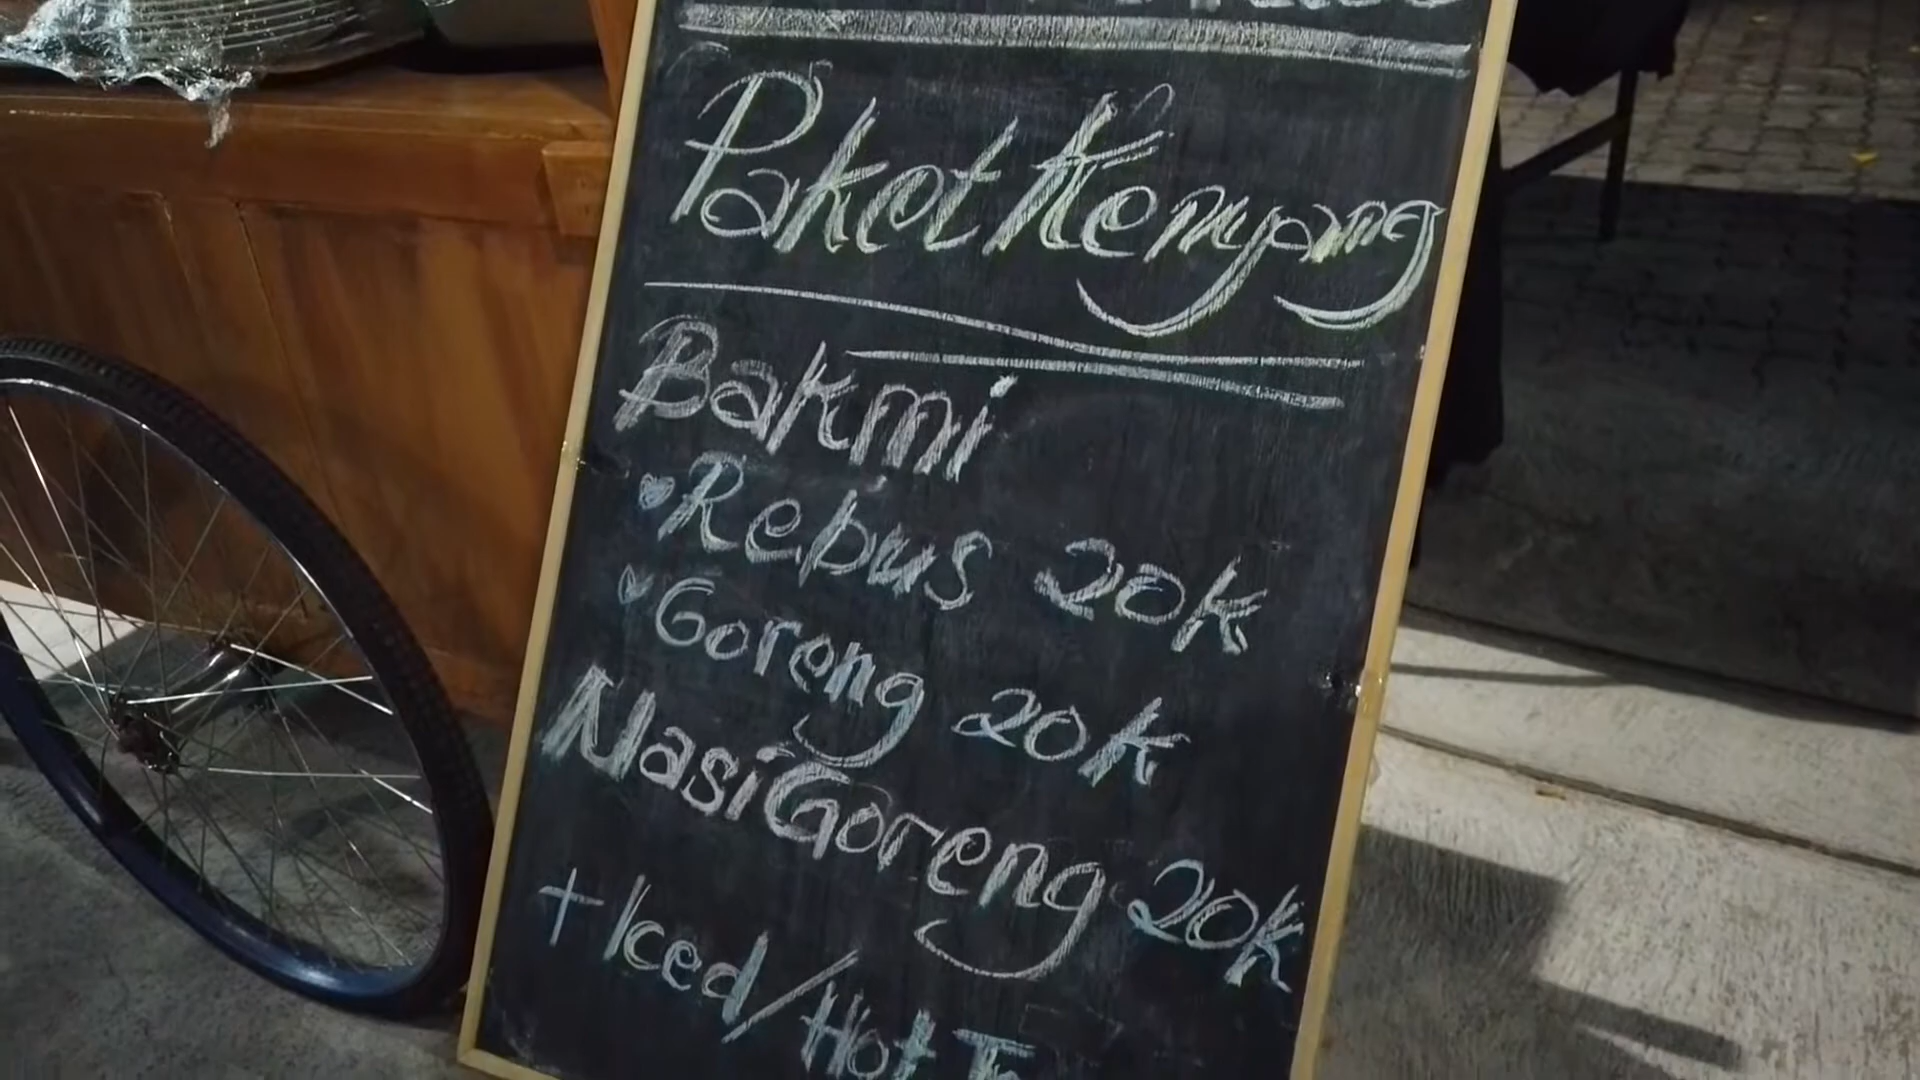 Paket Kenyang
Bakmi
Rebus 20k
Goreng 20k
Nasi Goreng 20k
+ Iced/Hot